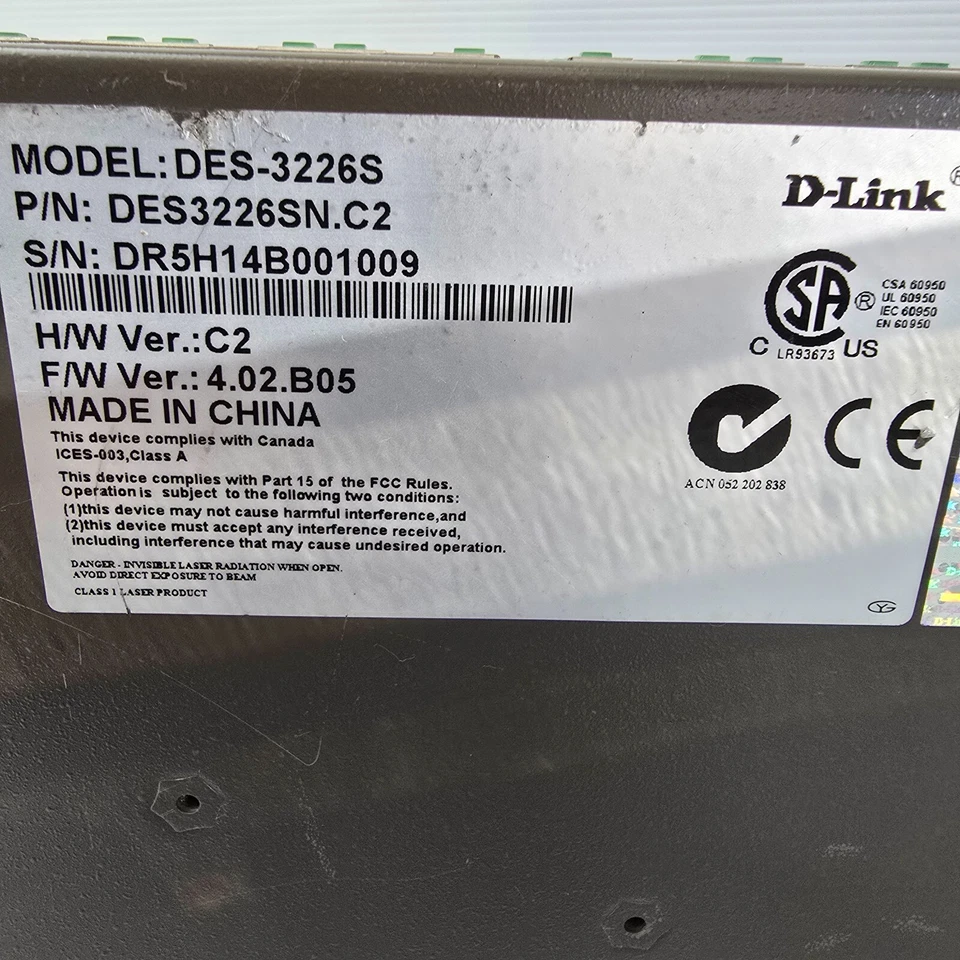 MODEL: DES-3226S
P/N: DES3226SN.C2
S/N: DR5H14B001009
H/W Ver.: C2
F/W Ver.: 4.02.B05
MADE IN CHINA
This device complies with Canada
ICES-003,Class A
This device complies with Part 15 of the FCC Rules.
Operation is subject to the following two conditions:
(1)this device may not cause harmful interference,and
(2)this device must accept any interference received,
including interference that may cause undesired operation.
DANGER - INVISIBLE LASER RADIATION WHEN OPEN.
AVOID DIRECT EXPOSURE TO BEAM
CLASS 1 LASER PRODUCT
D-Link®
SA ®
CSA 60950
UL 60950
IEC 60950
EN 60950
C LR93673 US
CE
ACN 052 202 838